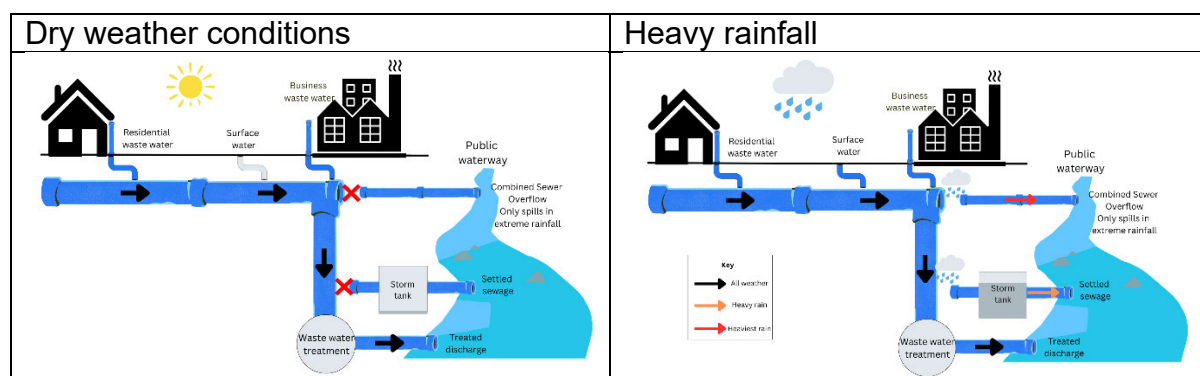 Dry weather conditions
Business
waste water
Residential
waste water
Surface
water
Public
waterway
Combined Sewer
Overflow
Only spills in
extreme rainfall
Storm
tank
Settled
sewage
Waste water
treatment
Treated
discharge
Heavy rainfall
Business
waste water
Residential
waste water
Surface
water
Public
waterway
Combined Sewer
Overflow
Only spills in
extreme rainfall
Key
All weather
Heavy rain
Heaviest rain
Storm
tank
Settled
sewage
Waste water
treatment
Treated
discharge